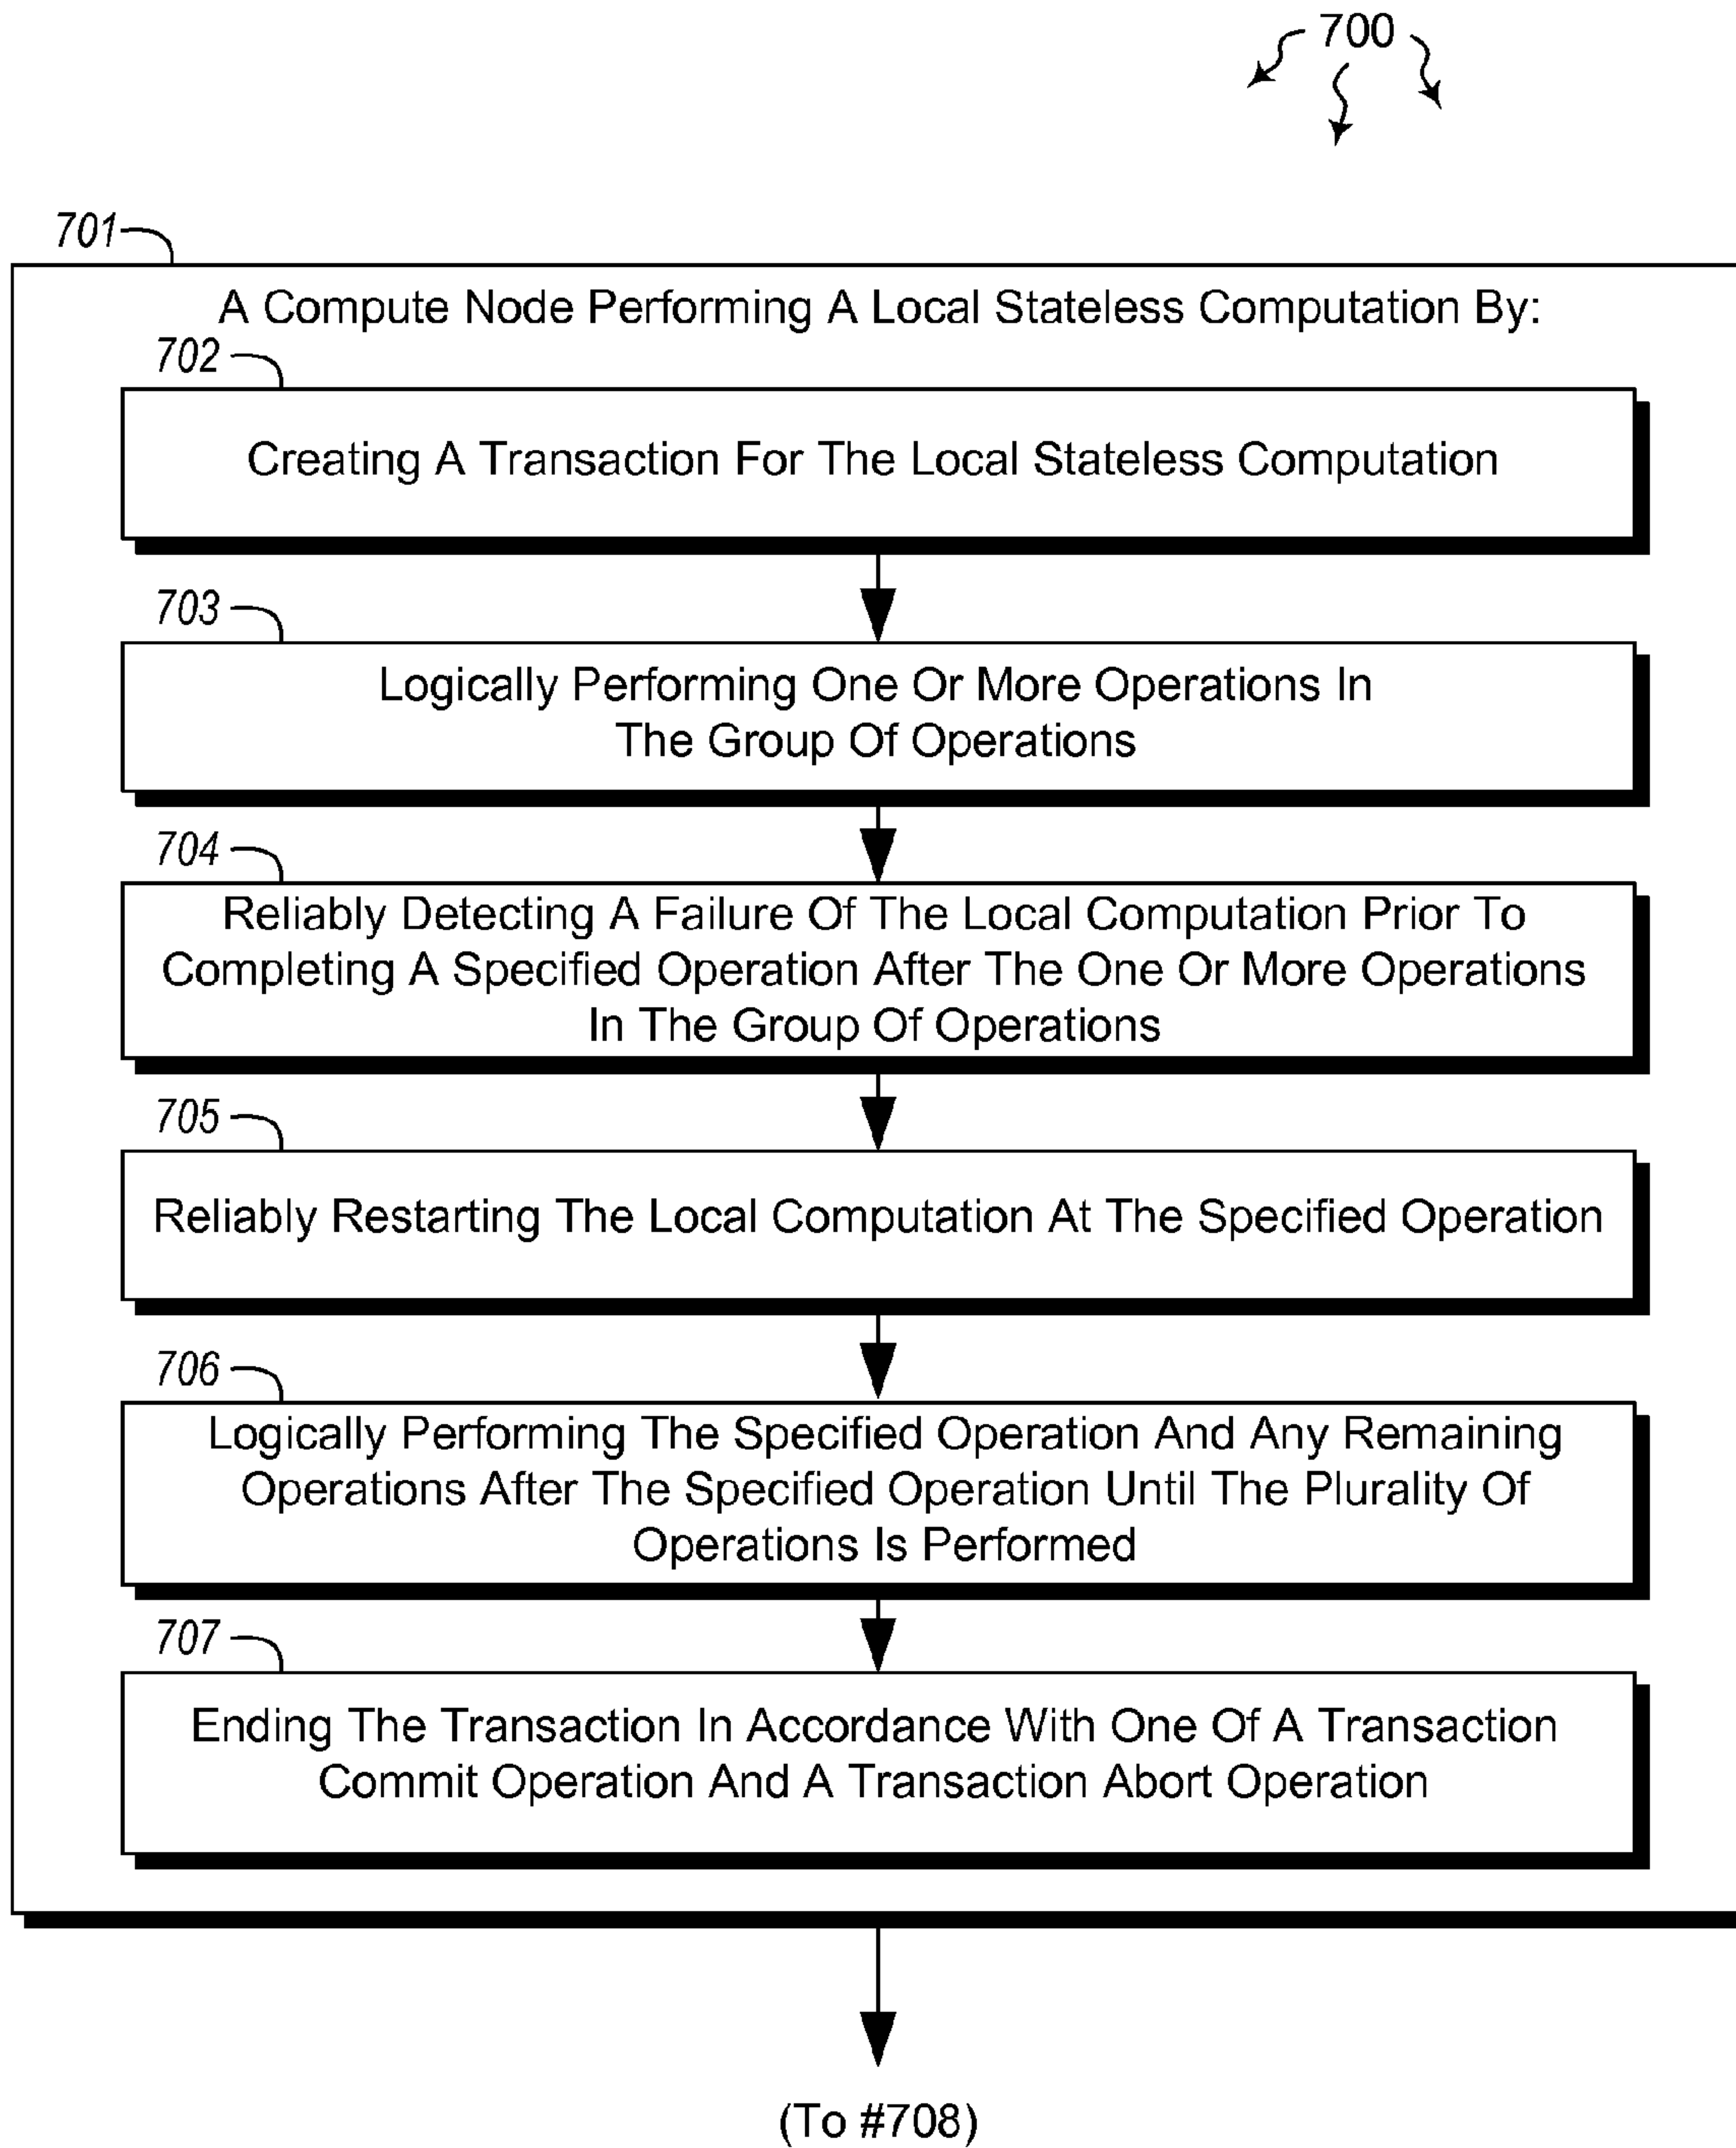 700
701
A Compute Node Performing A Local Stateless Computation By:
702
Creating A Transaction For The Local Stateless Computation
703
Logically Performing One Or More Operations In
The Group Of Operations
704
Reliably Detecting A Failure Of The Local Computation Prior To
Completing A Specified Operation After The One Or More Operations
In The Group Of Operations
705
Reliably Restarting The Local Computation At The Specified Operation
706
Logically Performing The Specified Operation And Any Remaining
Operations After The Specified Operation Until The Plurality Of
Operations Is Performed
707
Ending The Transaction In Accordance With One Of A Transaction
Commit Operation And A Transaction Abort Operation
(To #708)